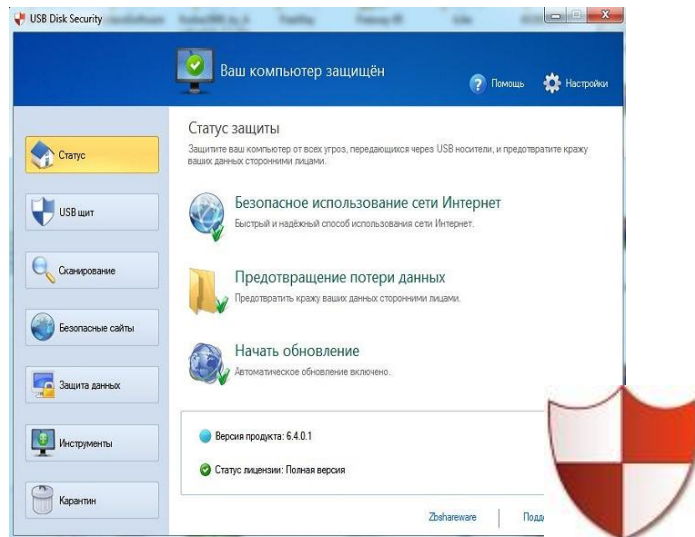 USB Disk Security
Ваш компьютер защищён
Помощь
Настройки
Статус
USB щит
Сканирование
Безопасные сайты
Защита данных
Инструменты
Карантин
Статус защиты
Защитите ваш компьютер от всех угроз, передающихся через USB носители, и предотвратите кражу
ваших данных сторонними лицами.
Безопасное использование сети Интернет
Быстрый и надёжный способ использования сети Интернет.
Предотвращение потери данных
Предотвратить кражу ваших данных сторонними лицами.
Начать обновление
Автоматическое обновление включено.
Версия продукта: 6.4.0.1
Статус лицензии: Полная версия
Zbshareware